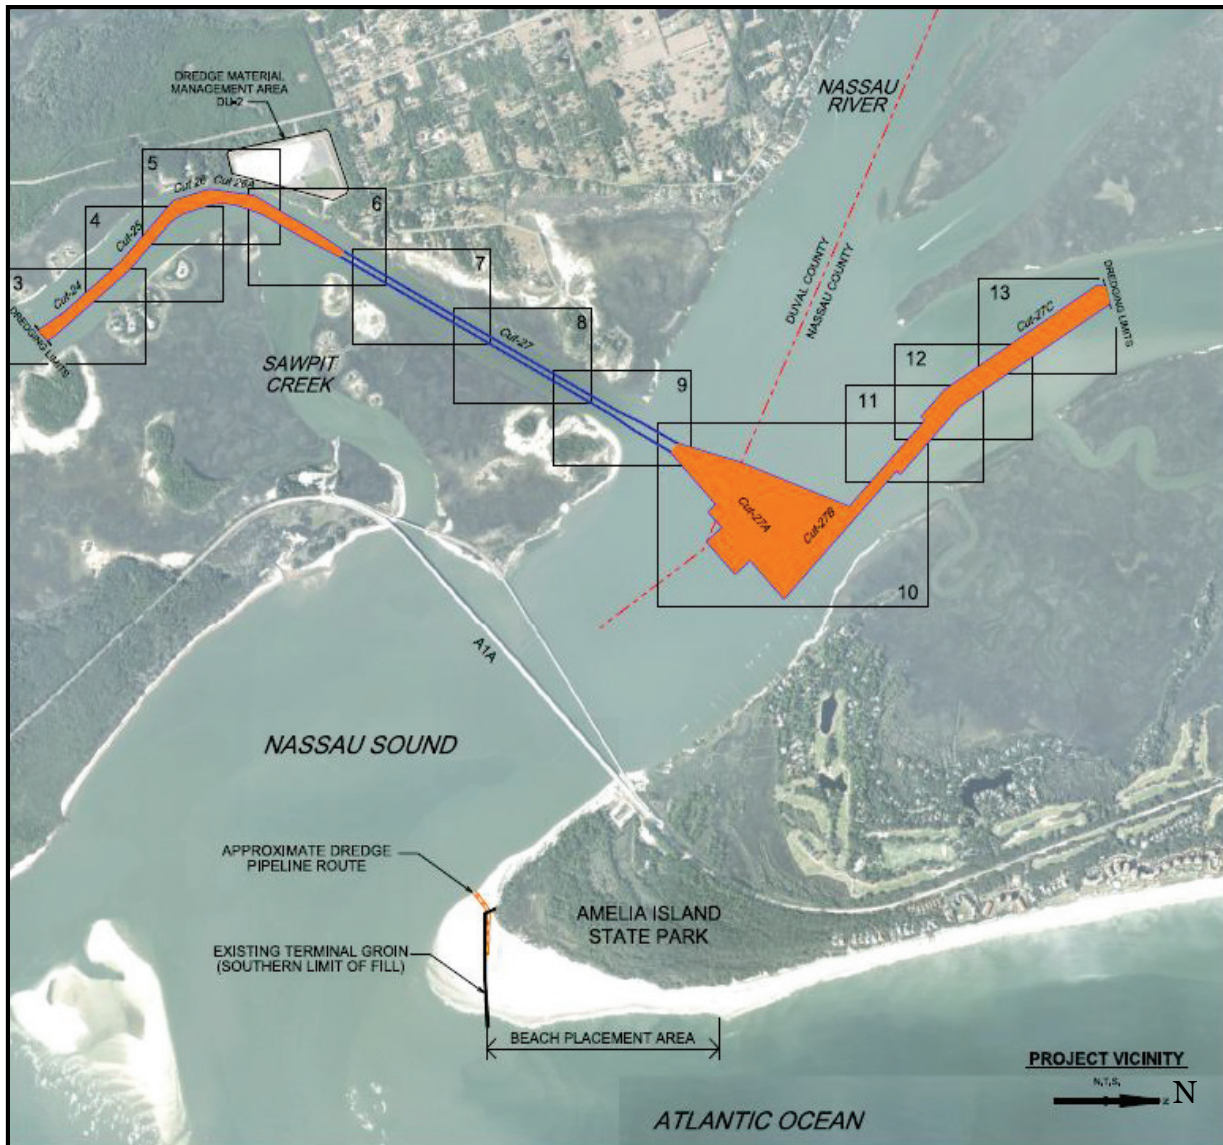 DREDGE MATERIAL
MANAGEMENT AREA
DU-2
NASSAU
RIVER
5
Cut-26
Cut-26A
6
4
Cut-25
3
Cut-24
DREDGING LIMITS
7
8
Cut-27
9
SAWPIT
CREEK
DUVAL COUNTY
NASSAU COUNTY
13
Cut-27C
DREDGING LIMITS
12
11
Cut-27A
Cut-27B
10
A1A
NASSAU SOUND
APPROXIMATE DREDGE
PIPELINE ROUTE
AMELIA ISLAND
STATE PARK
EXISTING TERMINAL GROIN
(SOUTHERN LIMIT OF FILL)
BEACH PLACEMENT AREA
PROJECT VICINITY
N.T.S.
Z N
ATLANTIC OCEAN